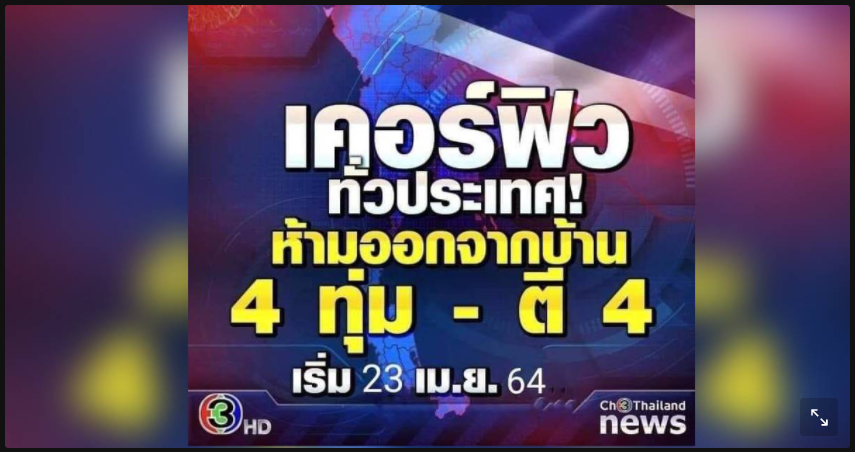 เคอร์ฟิว
ทั่วประเทศ!
ห้ามออกจากบ้าน
4 ทุ่ม - ตี 4
เริ่ม 23 เม.ย. 64
3 HD
Ch3Thailand
news